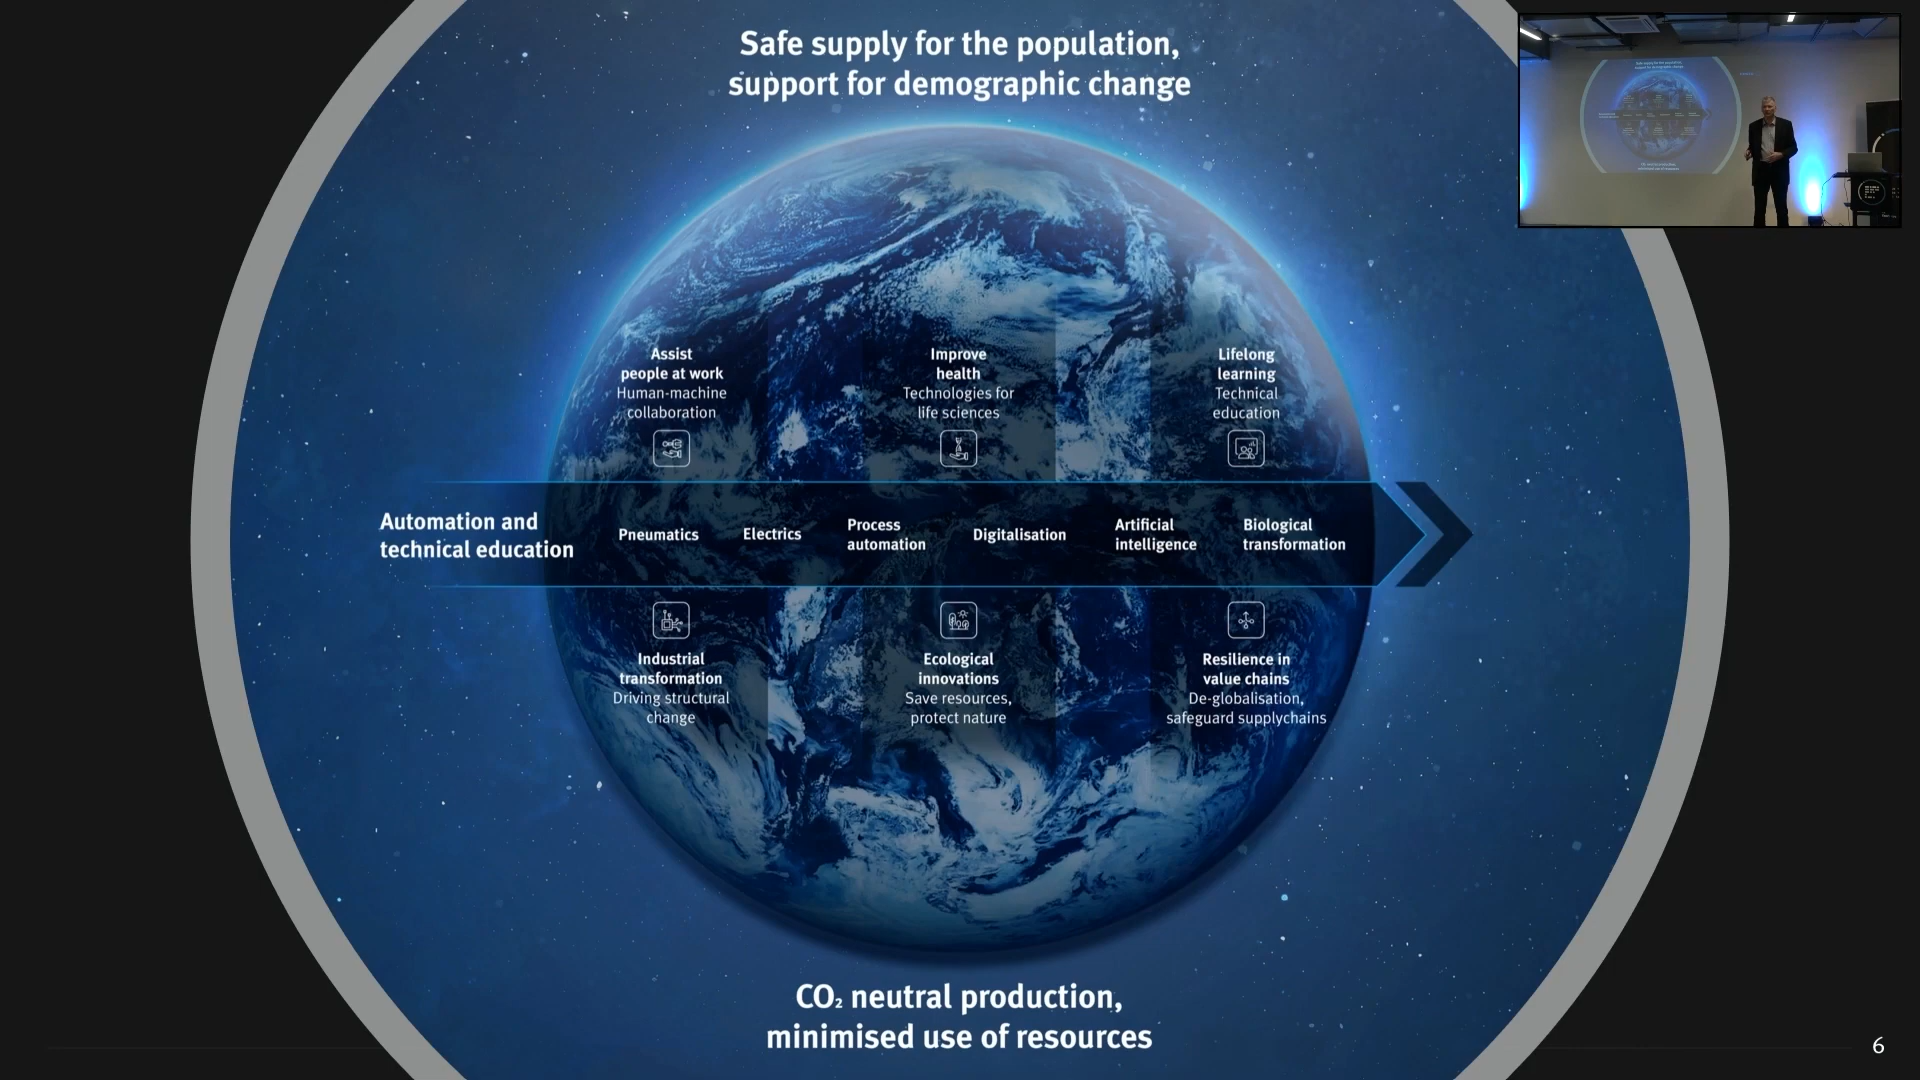 Safe supply for the population,
support for demographic change
Assist
people at work
Human-machine
collaboration
Improve
health
Technologies for
life sciences
Lifelong
learning
Technical
education
Automation and
technical education
Pneumatics
Electrics
Process
automation
Digitalisation
Artificial
intelligence
Biological
transformation
Industrial
transformation
Driving structural
change
Ecological
innovations
Save resources,
protect nature
Resilience in
value chains
De-globalisation,
safeguard supplychains
CO₂ neutral production,
minimised use of resources
6